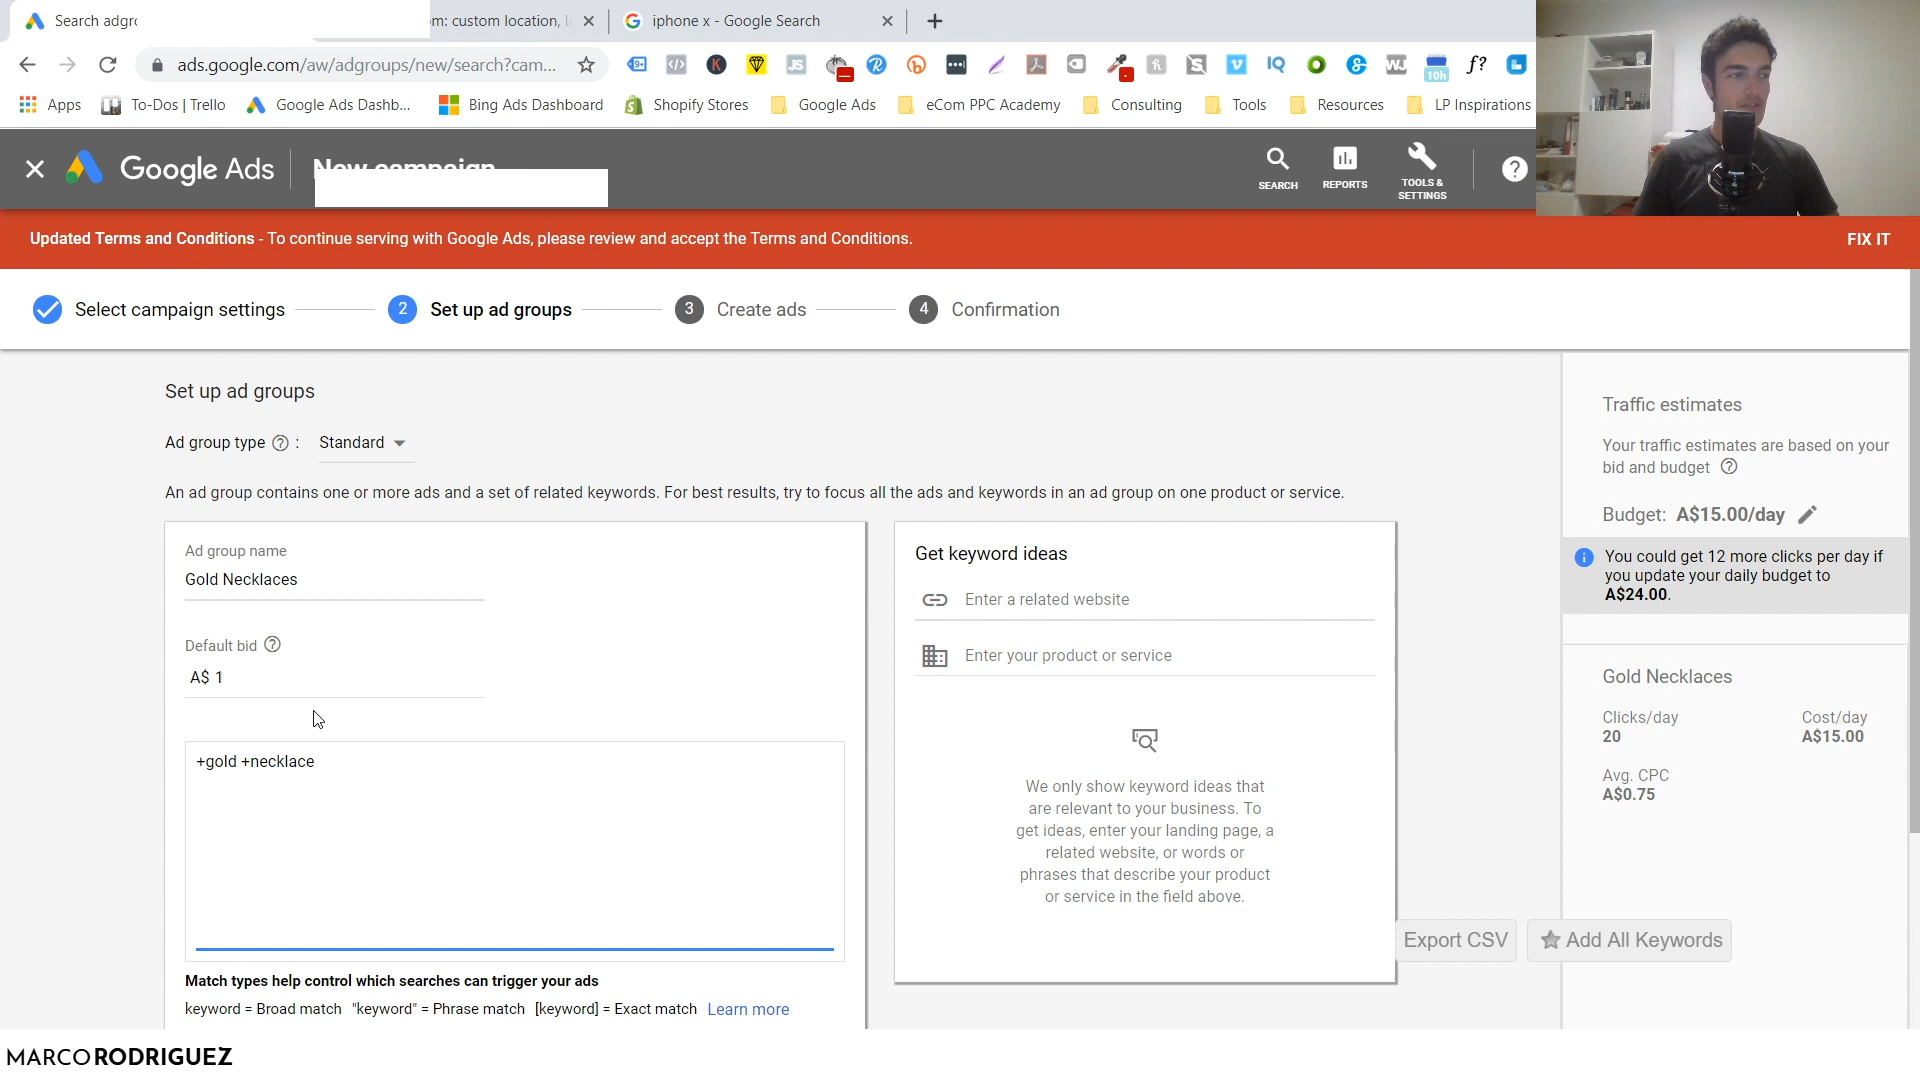 Search adgro
m: custom location, l
iphone x - Google Search
ads.google.com/aw/adgroups/new/search?cam...
10h
f?
Apps
To-Dos | Trello
Google Ads Dashb...
Bing Ads Dashboard
Shopify Stores
Google Ads
eCom PPC Academy
Consulting
Tools
Resources
LP Inspirations
Google Ads
New campaign
SEARCH
REPORTS
TOOLS &
SETTINGS
Updated Terms and Conditions - To continue serving with Google Ads, please review and accept the Terms and Conditions.
FIX IT
Select campaign settings
2 Set up ad groups
3 Create ads
4 Confirmation
Set up ad groups
Ad group type ? : Standard
An ad group contains one or more ads and a set of related keywords. For best results, try to focus all the ads and keywords in an ad group on one product or service.
Ad group name
Gold Necklaces
Default bid ?
A$ 1
+gold +necklace
Match types help control which searches can trigger your ads
keyword = Broad match "keyword" = Phrase match [keyword] = Exact match Learn more
Get keyword ideas
Enter a related website
Enter your product or service
We only show keyword ideas that
are relevant to your business. To
get ideas, enter your landing page, a
related website, or words or
phrases that describe your product
or service in the field above.
Export CSV
Add All Keywords
Traffic estimates
Your traffic estimates are based on your
bid and budget ?
Budget: A$15.00/day
You could get 12 more clicks per day if
you update your daily budget to
A$24.00.
Gold Necklaces
Clicks/day
20
Cost/day
A$15.00
Avg. CPC
A$0.75
MARCO RODRIGUEZ